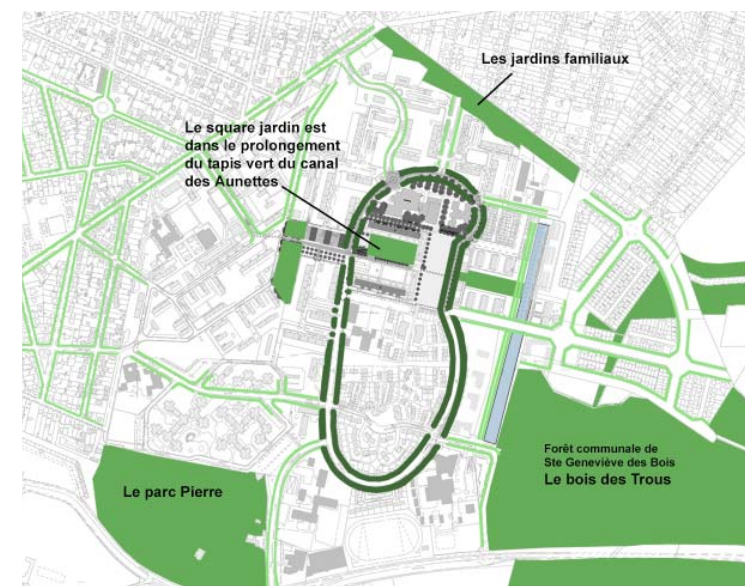 Les jardins familiaux
Le square jardin est
dans le prolongement
du tapis vert du canal
des Aunettes
Forêt communale de
Ste Geneviève des Bois
Le bois des Trous
Le parc Pierre